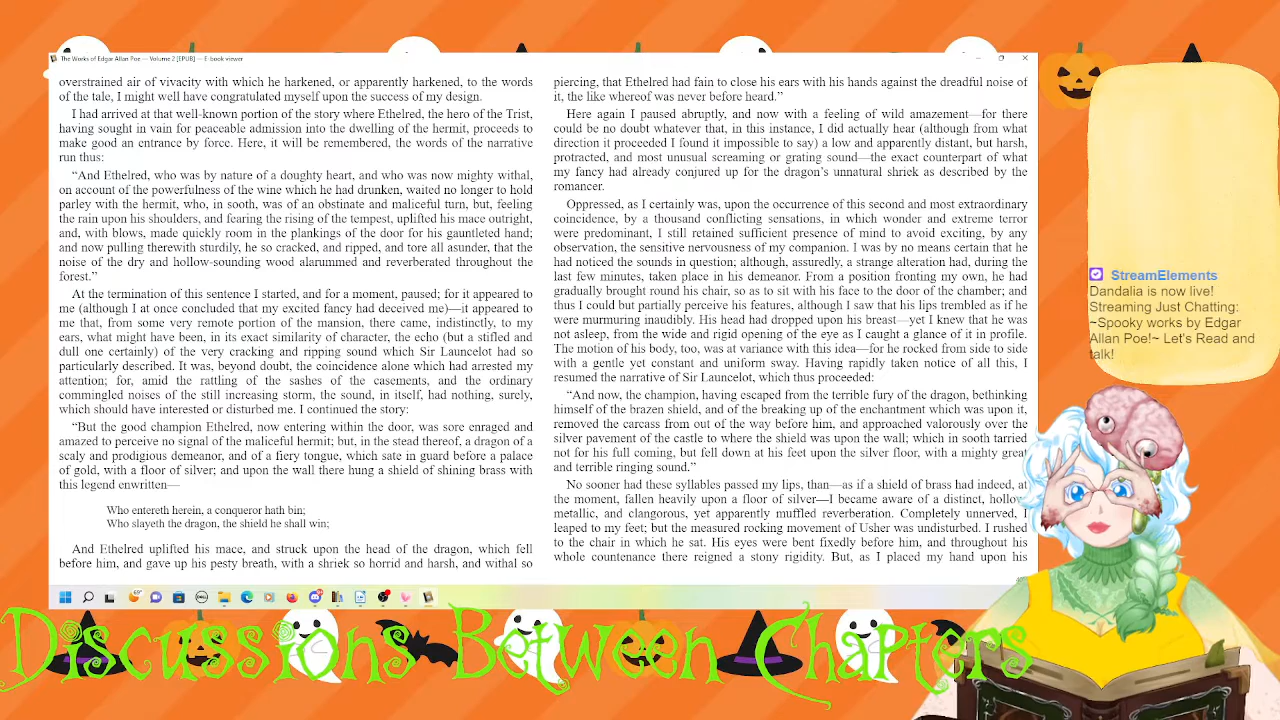 The Works of Edgar Allan Poe — Volume 2 [EPUB] — E-book viewer
overstrained air of vivacity with which he harkened, or apparently harkened, to the words
of the tale, I might well have congratulated myself upon the success of my design.
I had arrived at that well-known portion of the story where Ethelred, the hero of the Trist,
having sought in vain for peaceable admission into the dwelling of the hermit, proceeds to
make good an entrance by force. Here, it will be remembered, the words of the narrative
run thus:
“And Ethelred, who was by nature of a doughty heart, and who was now mighty withal,
on account of the powerfulness of the wine which he had drunken, waited no longer to hold
parley with the hermit, who, in sooth, was of an obstinate and maliceful turn, but, feeling
the rain upon his shoulders, and fearing the rising of the tempest, uplifted his mace outright,
and, with blows, made quickly room in the plankings of the door for his gauntleted hand;
and now pulling therewith sturdily, he so cracked, and ripped, and tore all asunder, that the
noise of the dry and hollow-sounding wood alarummed and reverberated throughout the
forest.”
At the termination of this sentence I started, and for a moment, paused; for it appeared to
me (although I at once concluded that my excited fancy had deceived me)—it appeared to
me that, from some very remote portion of the mansion, there came, indistinctly, to my
ears, what might have been, in its exact similarity of character, the echo (but a stifled and
dull one certainly) of the very cracking and ripping sound which Sir Launcelot had so
particularly described. It was, beyond doubt, the coincidence alone which had arrested my
attention; for, amid the rattling of the sashes of the casements, and the ordinary
commingled noises of the still increasing storm, the sound, in itself, had nothing, surely,
which should have interested or disturbed me. I continued the story:
“But the good champion Ethelred, now entering within the door, was sore enraged and
amazed to perceive no signal of the maliceful hermit; but, in the stead thereof, a dragon of a
scaly and prodigious demeanor, and of a fiery tongue, which sate in guard before a palace
of gold, with a floor of silver; and upon the wall there hung a shield of shining brass with
this legend enwritten—
Who entereth herein, a conqueror hath bin;
Who slayeth the dragon, the shield he shall win;
And Ethelred uplifted his mace, and struck upon the head of the dragon, which fell
before him, and gave up his pesty breath, with a shriek so horrid and harsh, and withal so
piercing, that Ethelred had fain to close his ears with his hands against the dreadful noise of
it, the like whereof was never before heard.”
Here again I paused abruptly, and now with a feeling of wild amazement—for there
could be no doubt whatever that, in this instance, I did actually hear (although from what
direction it proceeded I found it impossible to say) a low and apparently distant, but harsh,
protracted, and most unusual screaming or grating sound—the exact counterpart of what
my fancy had already conjured up for the dragon’s unnatural shriek as described by the
romancer.
Oppressed, as I certainly was, upon the occurrence of this second and most extraordinary
coincidence, by a thousand conflicting sensations, in which wonder and extreme terror
were predominant, I still retained sufficient presence of mind to avoid exciting, by any
observation, the sensitive nervousness of my companion. I was by no means certain that he
had noticed the sounds in question; although, assuredly, a strange alteration had, during the
last few minutes, taken place in his demeanor. From a position fronting my own, he had
gradually brought round his chair, so as to sit with his face to the door of the chamber; and
thus I could but partially perceive his features, although I saw that his lips trembled as if he
were murmuring inaudibly. His head had dropped upon his breast—yet I knew that he was
not asleep, from the wide and rigid opening of the eye as I caught a glance of it in profile.
The motion of his body, too, was at variance with this idea—for he rocked from side to side
with a gentle yet constant and uniform sway. Having rapidly taken notice of all this, I
resumed the narrative of Sir Launcelot, which thus proceeded:
“And now, the champion, having escaped from the terrible fury of the dragon, bethinking
himself of the brazen shield, and of the breaking up of the enchantment which was upon it,
removed the carcass from out of the way before him, and approached valorously over the
silver pavement of the castle to where the shield was upon the wall; which in sooth tarried
not for his full coming, but fell down at his feet upon the silver floor, with a mighty great
and terrible ringing sound.”
No sooner had these syllables passed my lips, than—as if a shield of brass had indeed, at
the moment, fallen heavily upon a floor of silver—I became aware of a distinct, hollow,
metallic, and clangorous, yet apparently muffled reverberation. Completely unnerved, I
leaped to my feet; but the measured rocking movement of Usher was undisturbed. I rushed
to the chair in which he sat. His eyes were bent fixedly before him, and throughout his
whole countenance there reigned a stony rigidity. But, as I placed my hand upon his
StreamElements
Dandalia is now live!
Streaming Just Chatting:
~Spooky works by Edgar
Allan Poe!~ Let's Read and
talk!
Discussions Between Chapters